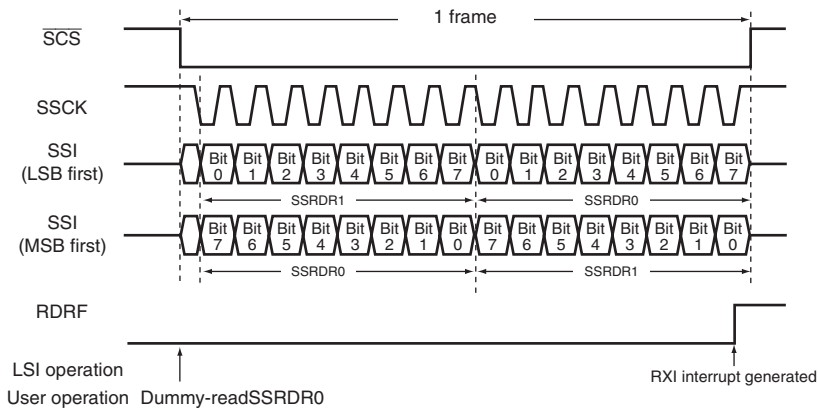 1 frame
SCS
SSCK
SSI
(LSB first)
Bit 0 Bit 1 Bit 2 Bit 3 Bit 4 Bit 5 Bit 6 Bit 7 Bit 0 Bit 1 Bit 2 Bit 3 Bit 4 Bit 5 Bit 6 Bit 7
SSRDR1 SSRDR0
SSI
(MSB first)
Bit 7 Bit 6 Bit 5 Bit 4 Bit 3 Bit 2 Bit 1 Bit 0 Bit 7 Bit 6 Bit 5 Bit 4 Bit 3 Bit 2 Bit 1 Bit 0
SSRDR0 SSRDR1
RDRF
LSI operation
RXI interrupt generated
User operation Dummy-readSSRDR0